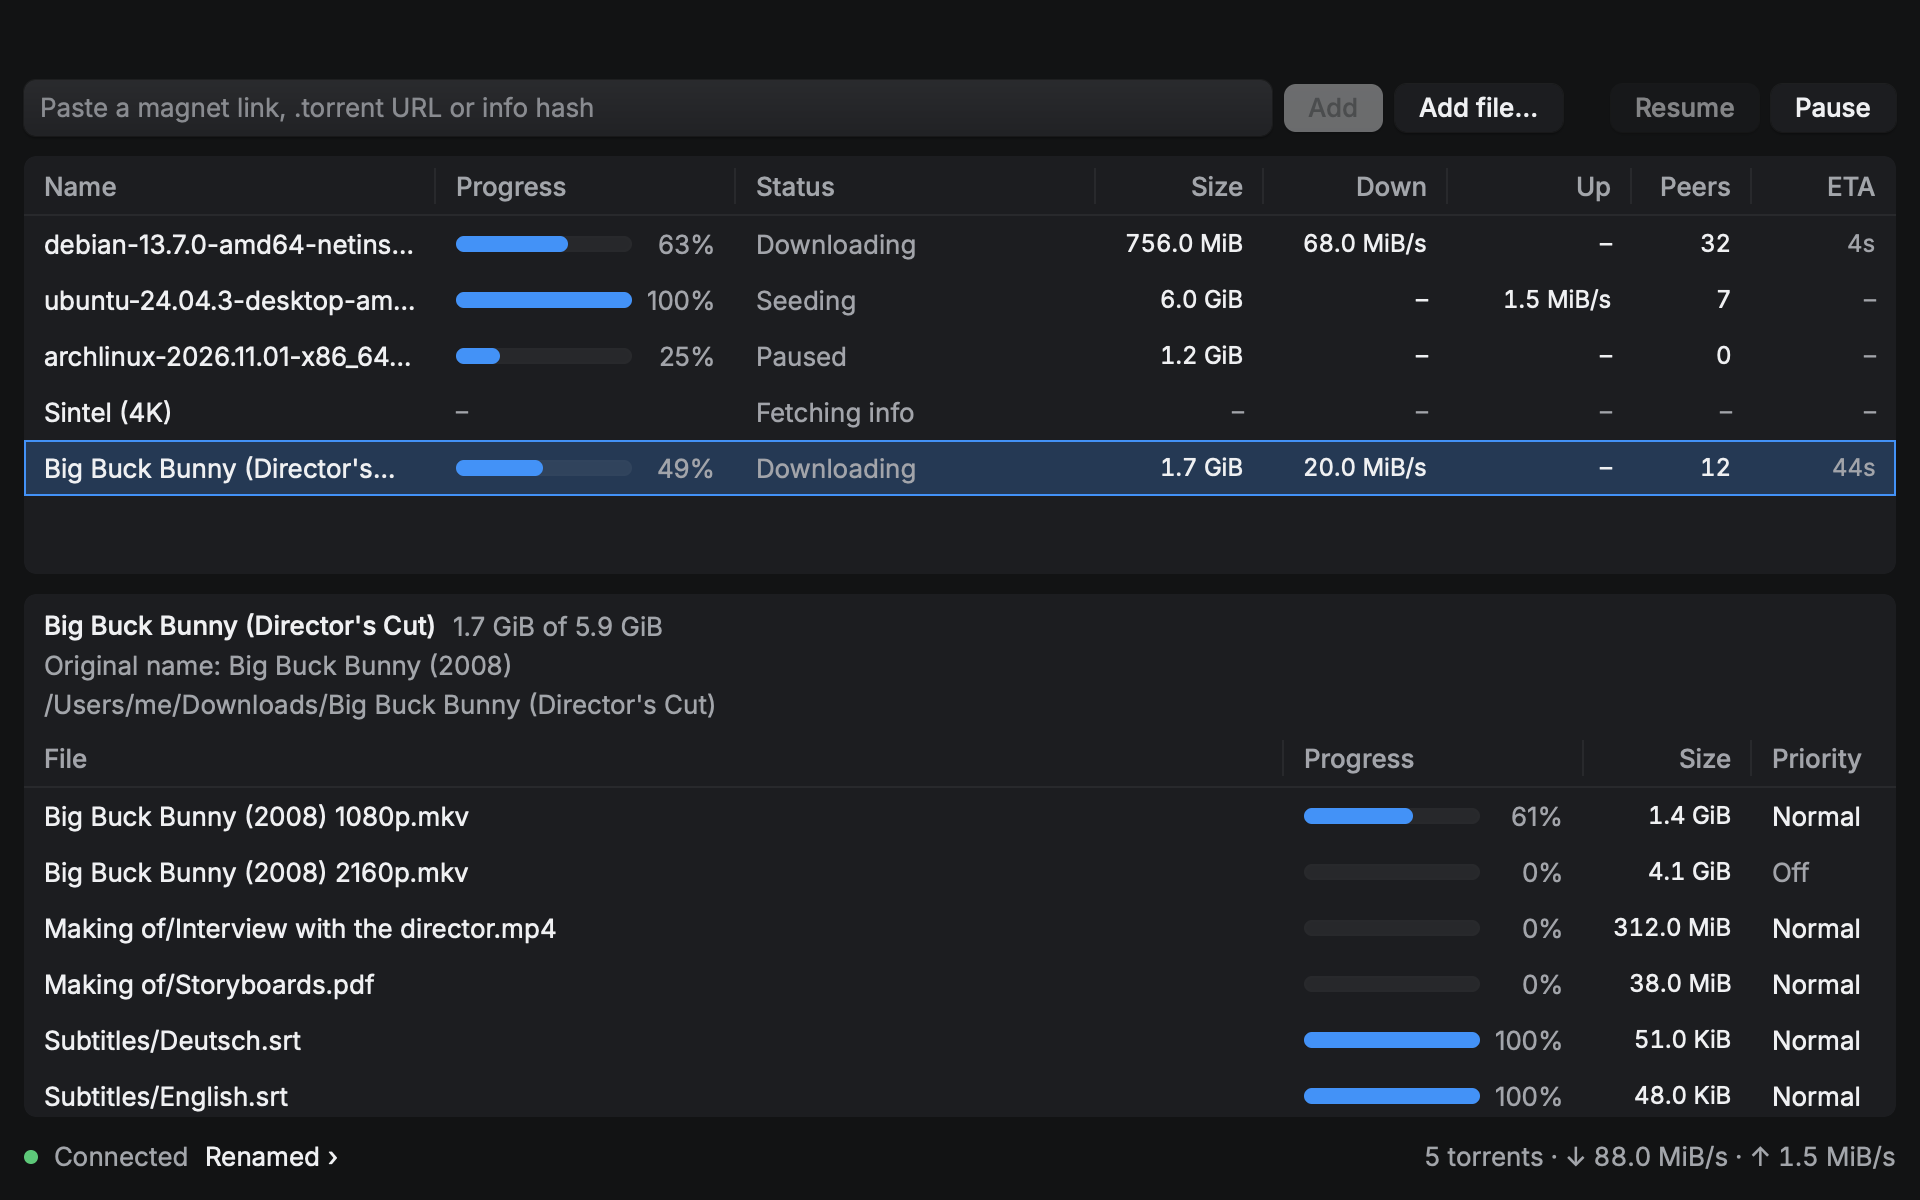 Paste a magnet link, .torrent URL or info hash Add Add file... Resume Pause
Name Progress Status Size Down Up Peers ETA
debian-13.7.0-amd64-netins... 63% Downloading 756.0 MiB 68.0 MiB/s – 32 4s
ubuntu-24.04.3-desktop-am... 100% Seeding 6.0 GiB – 1.5 MiB/s 7 –
archlinux-2026.11.01-x86_64... 25% Paused 1.2 GiB – – 0 –
Sintel (4K) – Fetching info – – – – –
Big Buck Bunny (Director's... 49% Downloading 1.7 GiB 20.0 MiB/s – 12 44s
Big Buck Bunny (Director's Cut) 1.7 GiB of 5.9 GiB
Original name: Big Buck Bunny (2008)
/Users/me/Downloads/Big Buck Bunny (Director's Cut)
File Progress Size Priority
Big Buck Bunny (2008) 1080p.mkv 61% 1.4 GiB Normal
Big Buck Bunny (2008) 2160p.mkv 0% 4.1 GiB Off
Making of/Interview with the director.mp4 0% 312.0 MiB Normal
Making of/Storyboards.pdf 0% 38.0 MiB Normal
Subtitles/Deutsch.srt 100% 51.0 KiB Normal
Subtitles/English.srt 100% 48.0 KiB Normal
Connected Renamed › 5 torrents · ↓ 88.0 MiB/s · ↑ 1.5 MiB/s